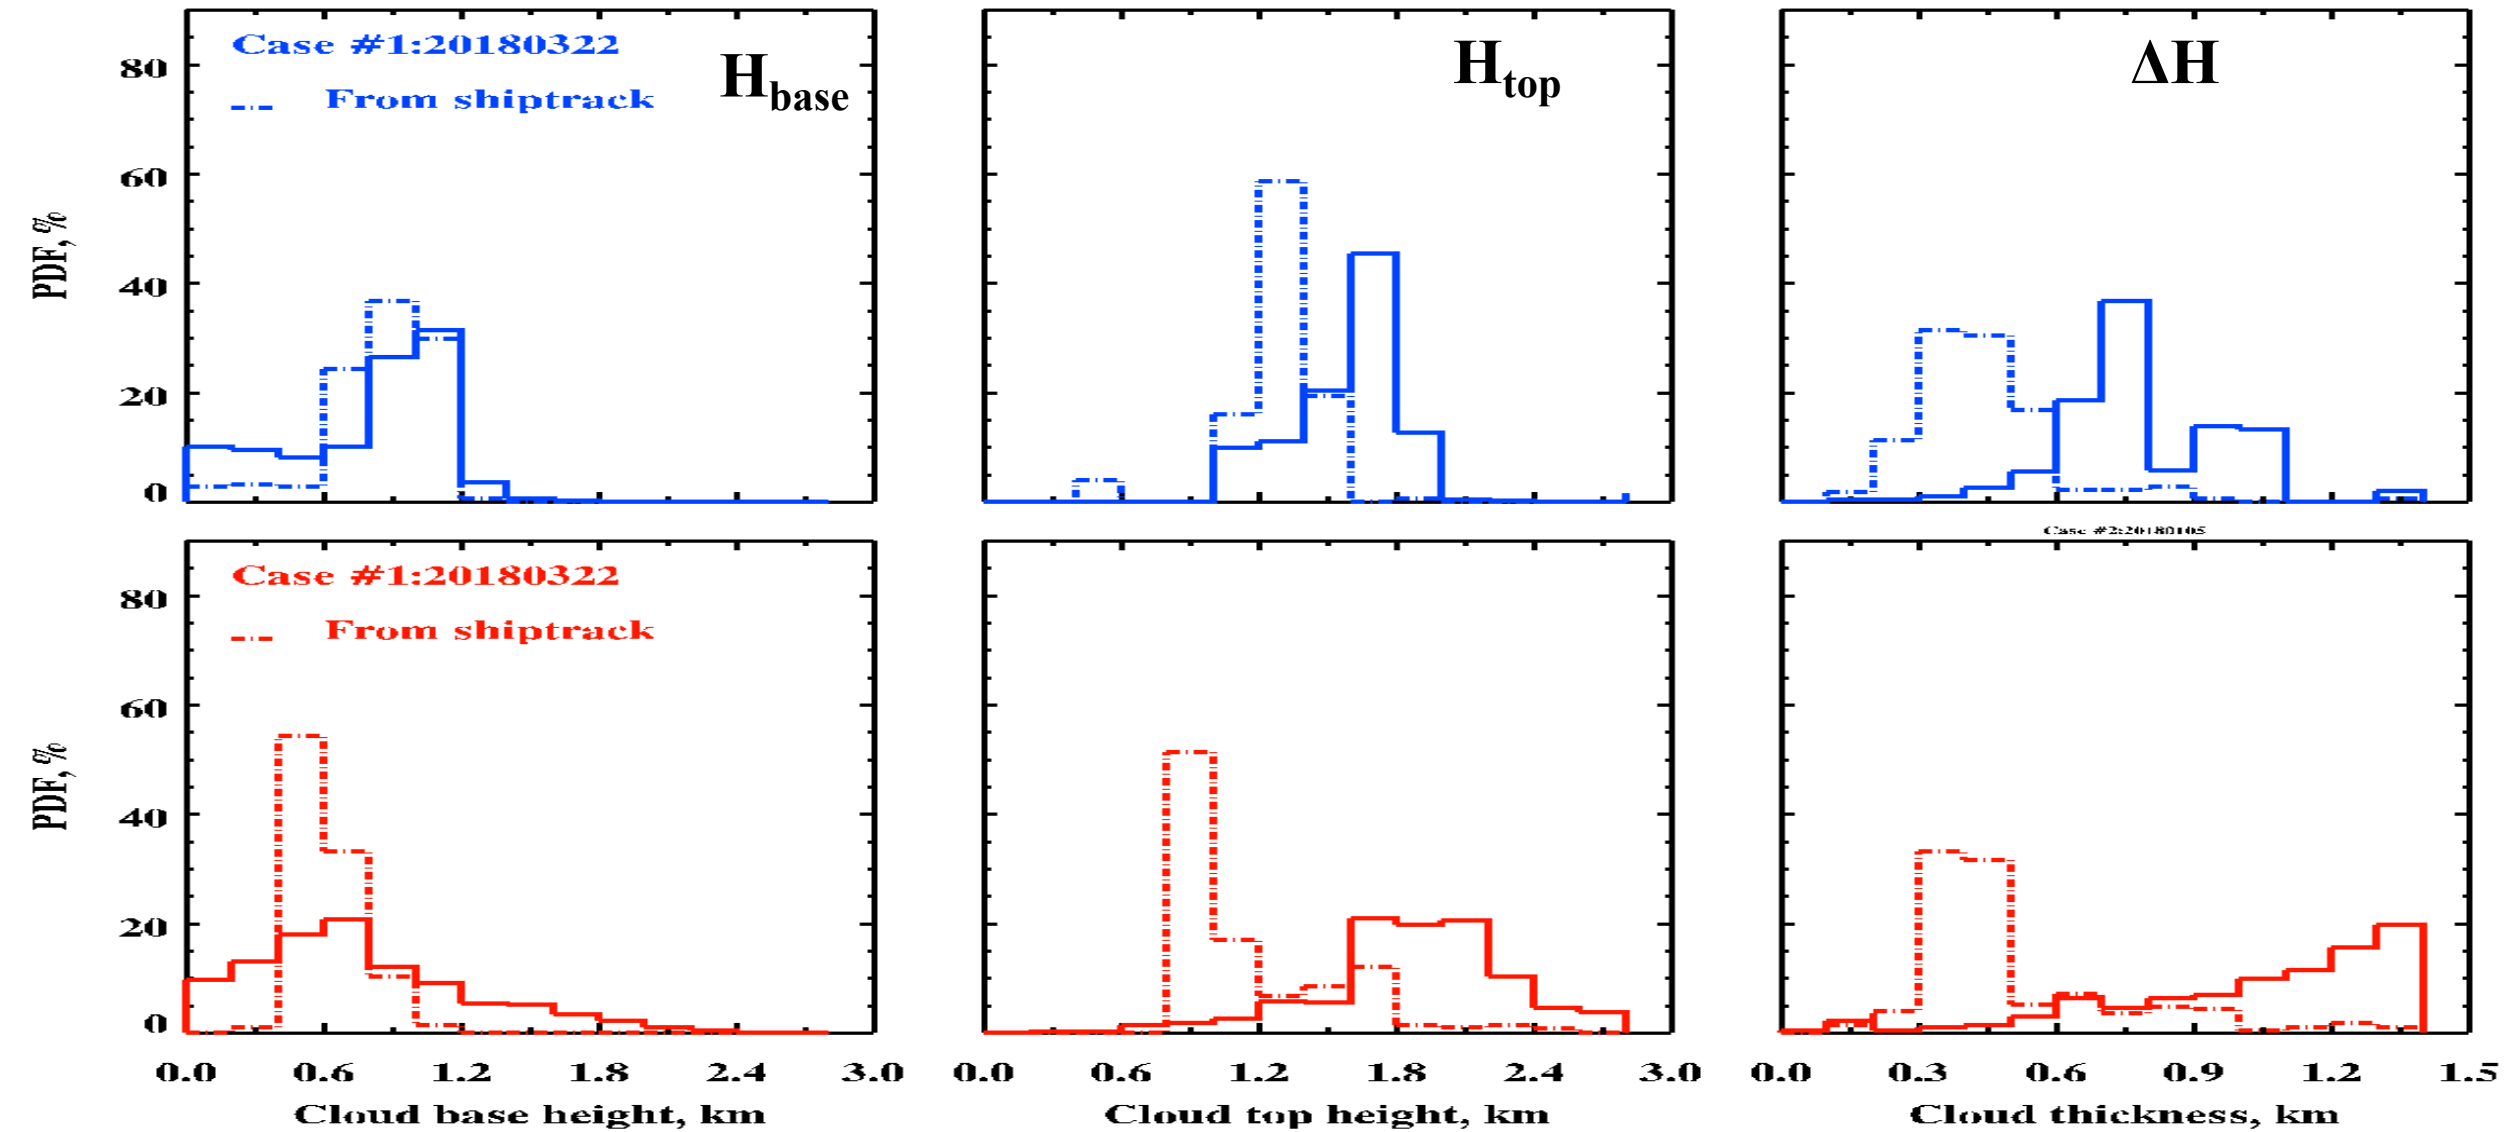 Case #1:20180322
From shiptrack
H_base
H_top
ΔH
PDF, %
80
60
40
20
0
Case #2:20180105
Case #1:20180322
From shiptrack
PDF, %
80
60
40
20
0
0.0 0.6 1.2 1.8 2.4 3.0
0.0 0.6 1.2 1.8 2.4 3.0
0.0 0.3 0.6 0.9 1.2 1.5
Cloud base height, km
Cloud top height, km
Cloud thickness, km